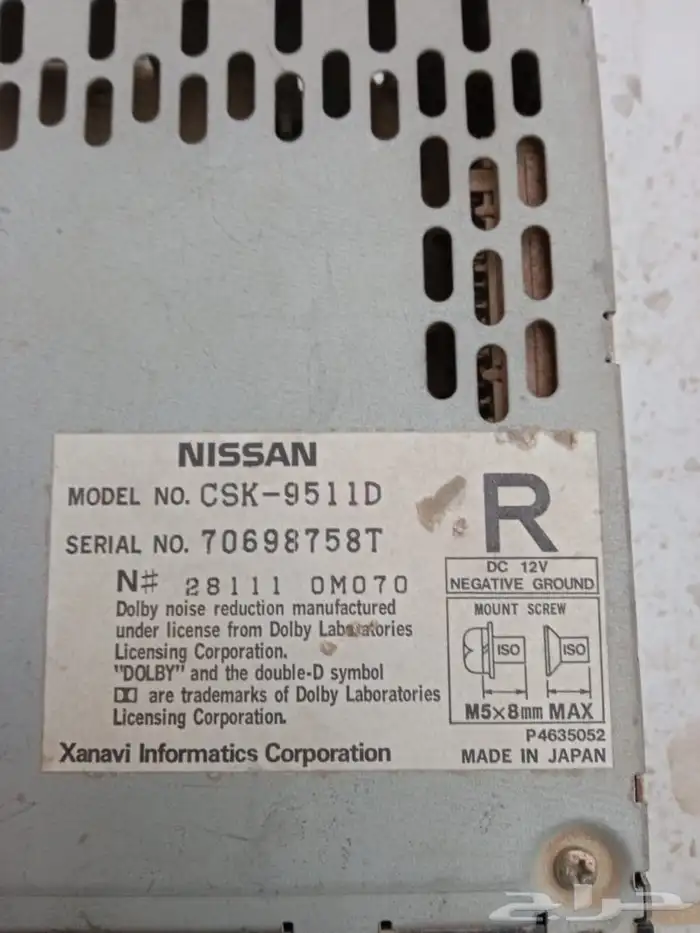 NISSAN
MODEL NO. CSK-9511D
SERIAL NO. 70698758T
N# 28111 0M070
Dolby noise reduction manufactured
under license from Dolby Laboratories
Licensing Corporation.
"DOLBY" and the double-D symbol
are trademarks of Dolby Laboratories
Licensing Corporation.
Xanavi Informatics Corporation
R
DC 12V
NEGATIVE GROUND
MOUNT SCREW
ISO ISO
M5×8mm MAX
P4635052
MADE IN JAPAN
حراج